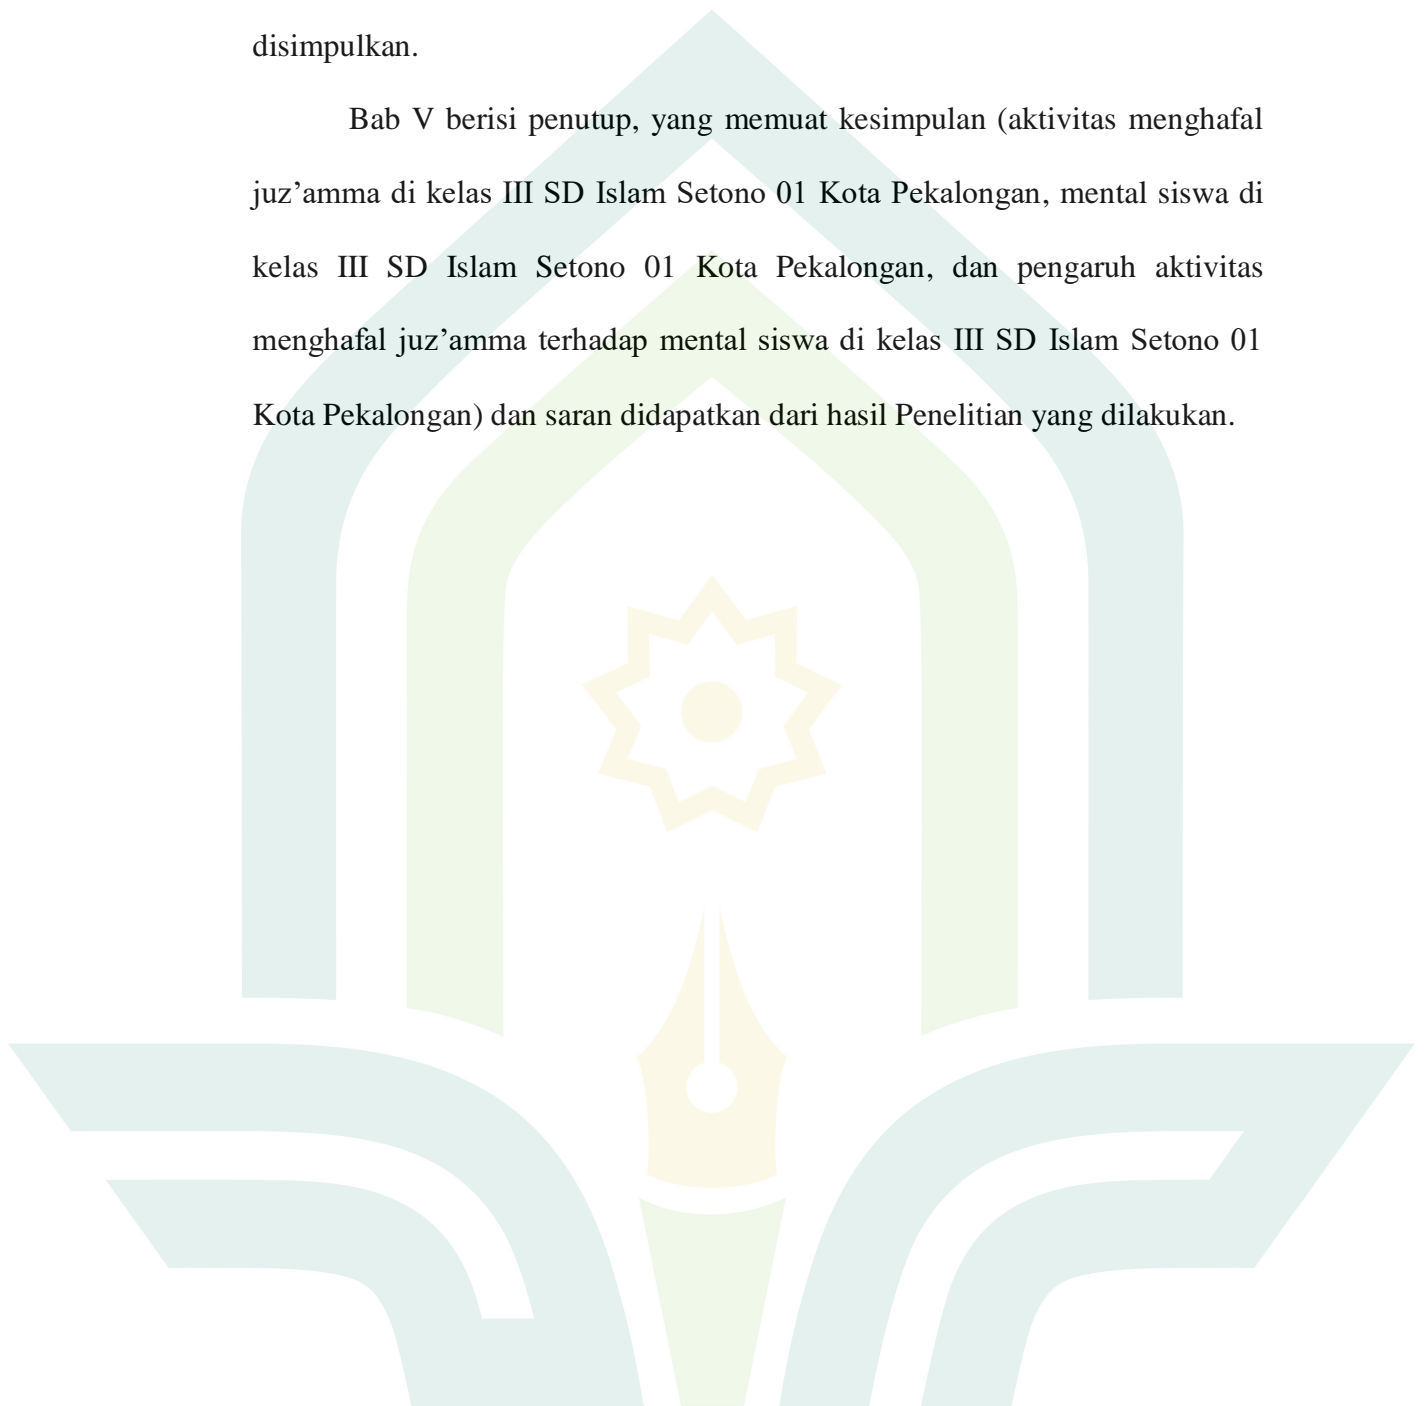 disimpulkan.
Bab V berisi penutup, yang memuat kesimpulan (aktivitas menghafal
juz’amma di kelas III SD Islam Setono 01 Kota Pekalongan, mental siswa di
kelas III SD Islam Setono 01 Kota Pekalongan, dan pengaruh aktivitas
menghafal juz’amma terhadap mental siswa di kelas III SD Islam Setono 01
Kota Pekalongan) dan saran didapatkan dari hasil Penelitian yang dilakukan.